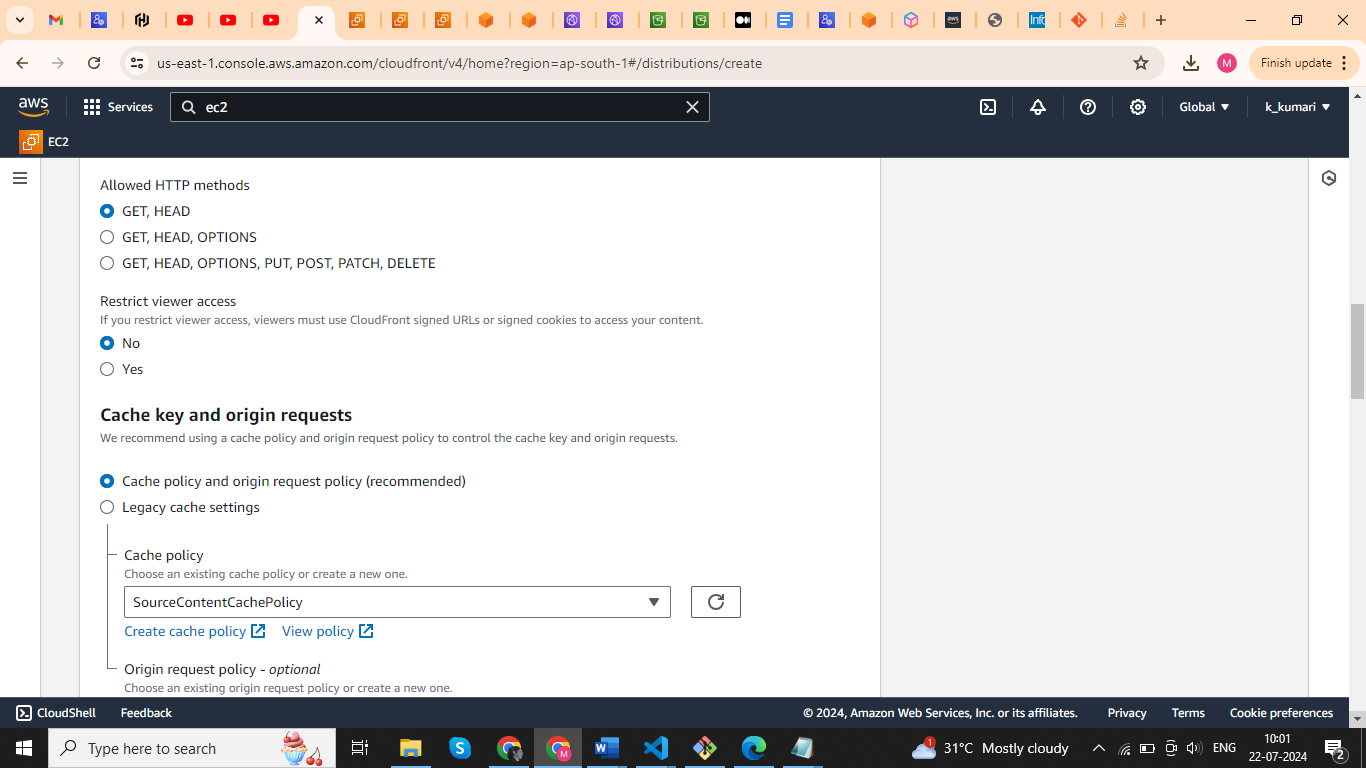 M
Finish update
us-east-1.console.aws.amazon.com/cloudfront/v4/home?region=ap-south-1#/distributions/create
aws
Services
ec2
Global
k_kumari
EC2
Allowed HTTP methods
GET, HEAD
GET, HEAD, OPTIONS
GET, HEAD, OPTIONS, PUT, POST, PATCH, DELETE
Restrict viewer access
If you restrict viewer access, viewers must use CloudFront signed URLs or signed cookies to access your content.
No
Yes
Cache key and origin requests
We recommend using a cache policy and origin request policy to control the cache key and origin requests.
Cache policy and origin request policy (recommended)
Legacy cache settings
Cache policy
Choose an existing cache policy or create a new one.
SourceContentCachePolicy
Create cache policy
View policy
Origin request policy - optional
Choose an existing origin request policy or create a new one.
CloudShell
Feedback
© 2024, Amazon Web Services, Inc. or its affiliates.
Privacy
Terms
Cookie preferences
Type here to search
1
31°C Mostly cloudy
ENG
10:01
22-07-2024
2